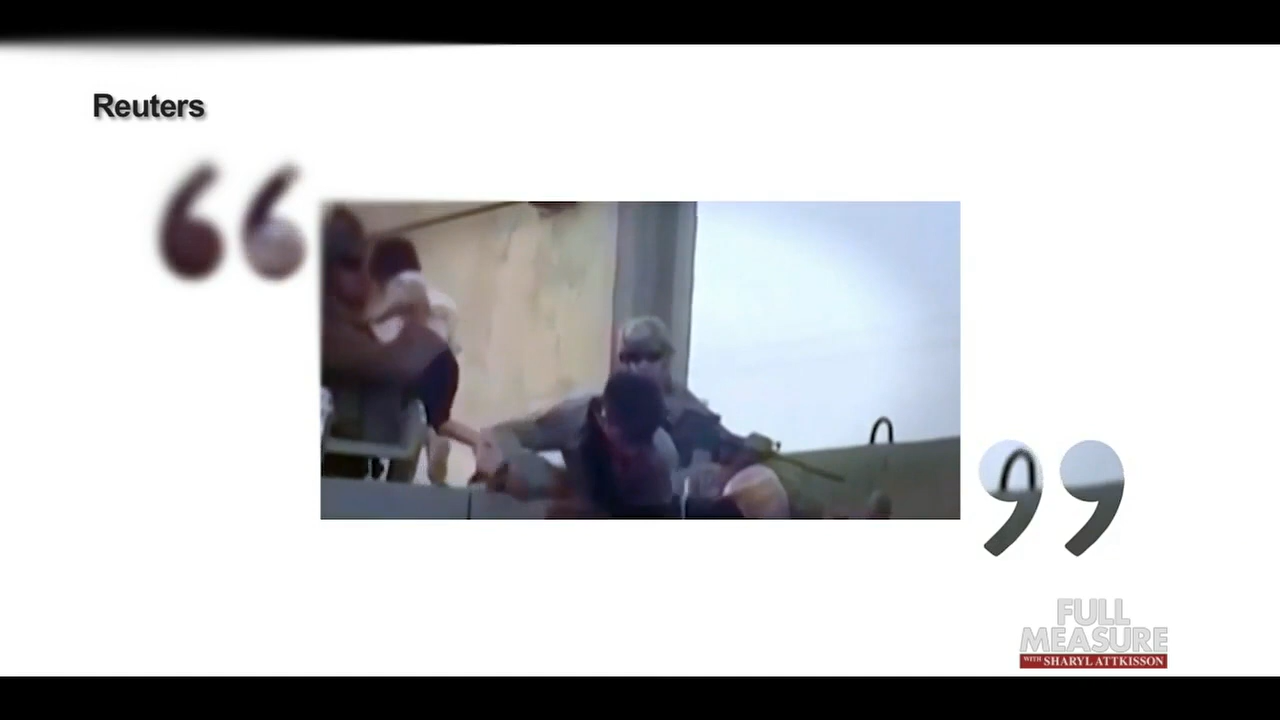 Reuters
“
”
FULL
MEASURE
WITH SHARYL ATTKISSON